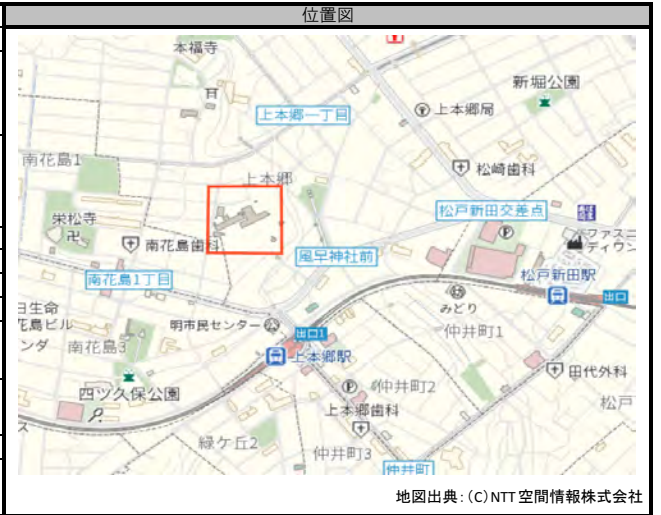 位置図
本福寺
新堀公園
上本郷一丁目
上本郷局
南花島1
上本郷
松崎歯科
松戸新田交差点
栄松寺
南花島歯科
風早神社前
ファスニ
ディウン
南花島1丁目
松戸新田駅
出口
みどり
日生命
花島ビル
明市民センター
出口1
仲井町1
ンダ
南花島3
上本郷駅
田代外科
四ツ久保公園
仲井町2
上本郷歯科
松戸
ス
緑ケ丘2
仲井町3
仲井町
地図出典：(C)NTT空間情報株式会社